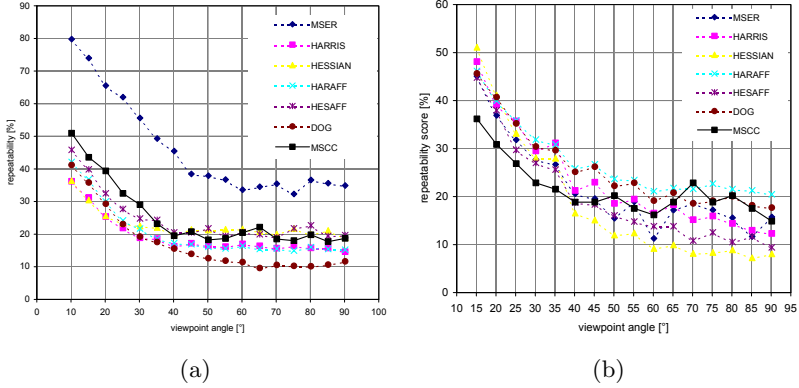 90
80
70
60
50
40
30
20
10
0
0 10 20 30 40 50 60 70 80 90 100
repeatability [%]
viewpoint angle [°]
MSER
HARRIS
HESSIAN
HARAFF
HESAFF
DOG
MSCC
(a)
60
50
40
30
20
10
0
10 15 20 25 30 35 40 45 50 55 60 65 70 75 80 85 90 95
repeatability score [%]
viewpoint angle [°]
MSER
HARRIS
HESSIAN
HARAFF
HESAFF
DOG
MSCC
(b)